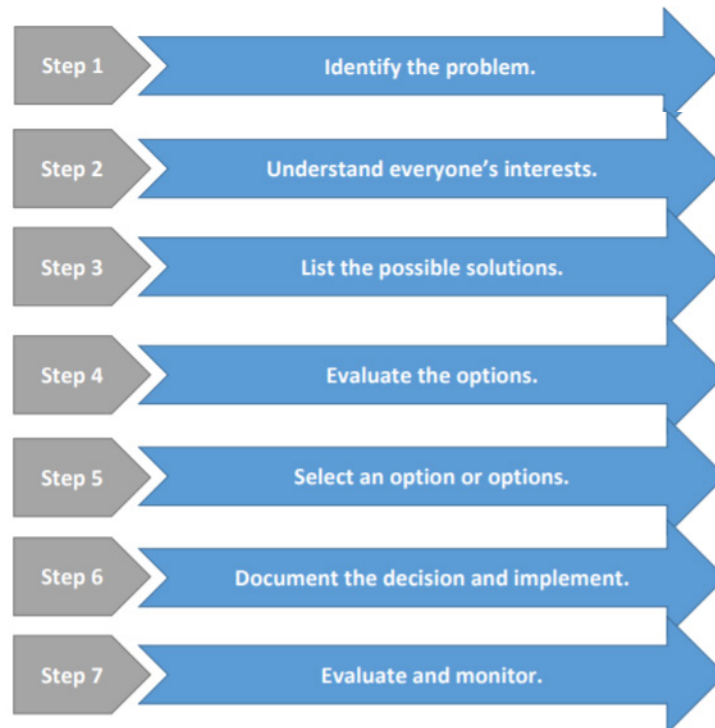 Step 1
Identify the problem.
Step 2
Understand everyone’s interests.
Step 3
List the possible solutions.
Step 4
Evaluate the options.
Step 5
Select an option or options.
Step 6
Document the decision and implement.
Step 7
Evaluate and monitor.